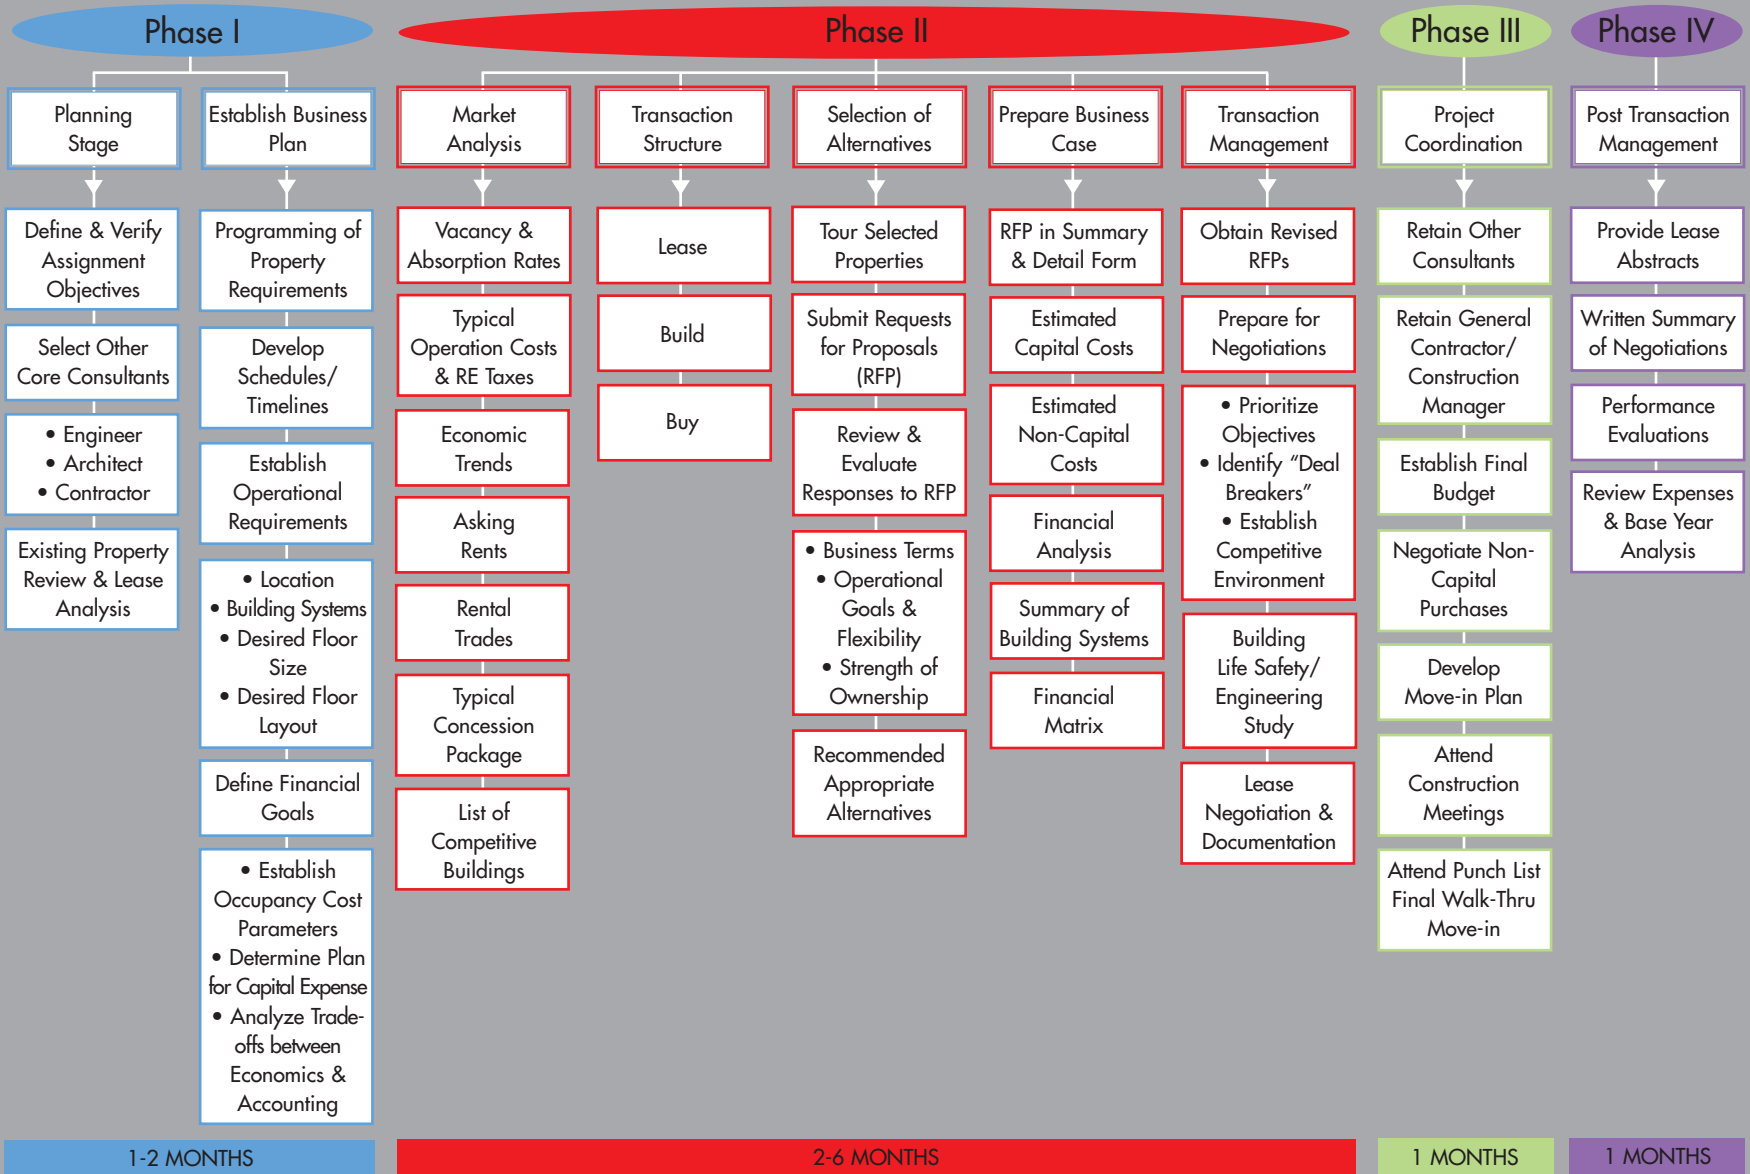 Phase I
Planning
Stage
Define & Verify
Assignment
Objectives
Select Other
Core Consultants
• Engineer
• Architect
• Contractor
Existing Property
Review & Lease
Analysis
Establish Business
Plan
Programming of
Property
Requirements
Develop
Schedules/
Timelines
Establish
Operational
Requirements
• Location
• Building Systems
• Desired Floor
Size
• Desired Floor
Layout
Define Financial
Goals
• Establish
Occupancy Cost
Parameters
• Determine Plan
for Capital Expense
• Analyze Trade-
offs between
Economics &
Accounting
1-2 MONTHS
Phase II
Market
Analysis
Vacancy &
Absorption Rates
Typical
Operation Costs
& RE Taxes
Economic
Trends
Asking
Rents
Rental
Trades
Typical
Concession
Package
List of
Competitive
Buildings
Transaction
Structure
Lease
Build
Buy
Selection of
Alternatives
Tour Selected
Properties
Submit Requests
for Proposals
(RFP)
Review &
Evaluate
Responses to RFP
• Business Terms
• Operational
Goals &
Flexibility
• Strength of
Ownership
Recommended
Appropriate
Alternatives
Prepare Business
Case
RFP in Summary
& Detail Form
Estimated
Capital Costs
Estimated
Non-Capital
Costs
Financial
Analysis
Summary of
Building Systems
Financial
Matrix
Transaction
Management
Obtain Revised
RFPs
Prepare for
Negotiations
• Prioritize
Objectives
• Identify “Deal
Breakers”
• Establish
Competitive
Environment
Building
Life Safety/
Engineering
Study
Lease
Negotiation &
Documentation
2-6 MONTHS
Phase III
Project
Coordination
Retain Other
Consultants
Retain General
Contractor/
Construction
Manager
Establish Final
Budget
Negotiate Non-
Capital
Purchases
Develop
Move-in Plan
Attend
Construction
Meetings
Attend Punch List
Final Walk-Thru
Move-in
1 MONTHS
Phase IV
Post Transaction
Management
Provide Lease
Abstracts
Written Summary
of Negotiations
Performance
Evaluations
Review Expenses
& Base Year
Analysis
1 MONTHS